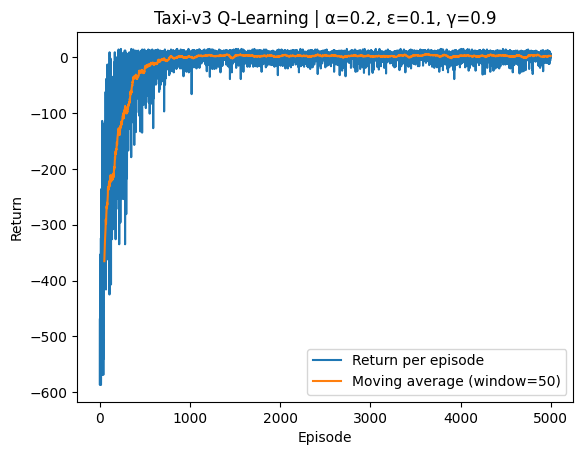 Taxi-v3 Q-Learning | α=0.2, ε=0.1, γ=0.9
Return
0
−100
−200
−300
−400
−500
−600
0
1000
2000
3000
4000
5000
Episode
Return per episode
Moving average (window=50)